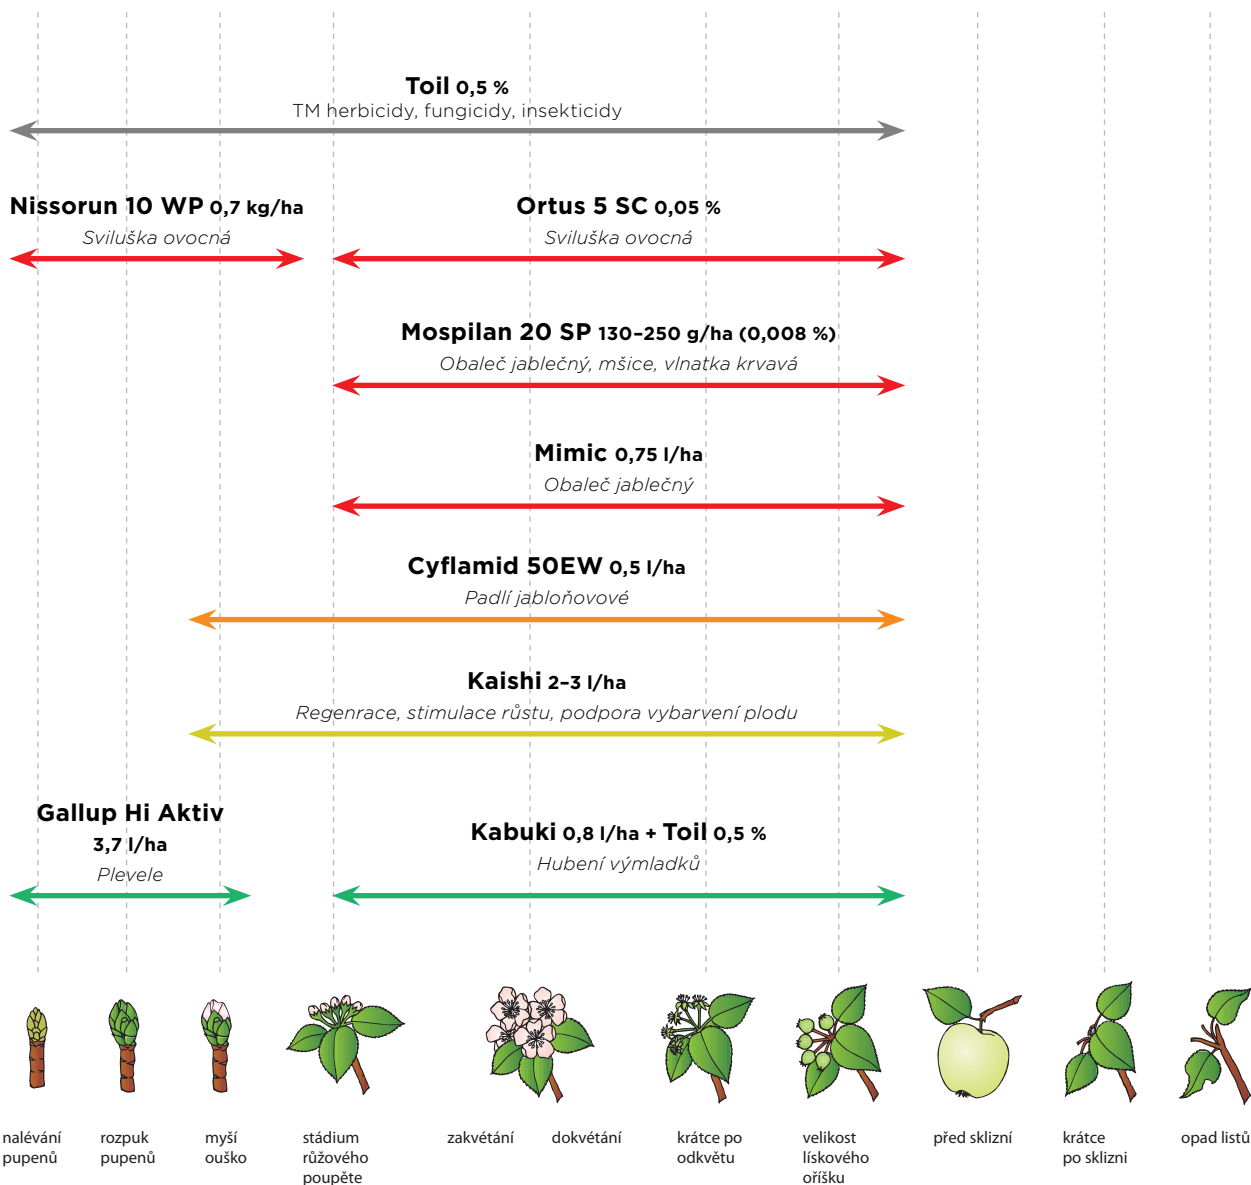 Toil 0,5 %
TM herbicidy, fungicidy, insekticidy
Nissorun 10 WP 0,7 kg/ha
Sviluška ovocná
Ortus 5 SC 0,05 %
Sviluška ovocná
Mospilan 20 SP 130–250 g/ha (0,008 %)
Obaleč jablečný, mšice, vlnatka krvavá
Mimic 0,75 l/ha
Obaleč jablečný
Cyflamid 50EW 0,5 l/ha
Padlí jabloňovové
Kaishi 2–3 l/ha
Regenrace, stimulace růstu, podpora vybarvení plodu
Gallup Hi Aktiv
3,7 l/ha
Plevele
Kabuki 0,8 l/ha + Toil 0,5 %
Hubení výmladků
nalévání
pupenů
rozpuk
pupenů
myší
ouško
stádium
růžového
poupěte
zakvétání
dokvétání
krátce po
odkvětu
velikost
lískového
oříšku
před sklizní
krátce
po sklizni
opad listů